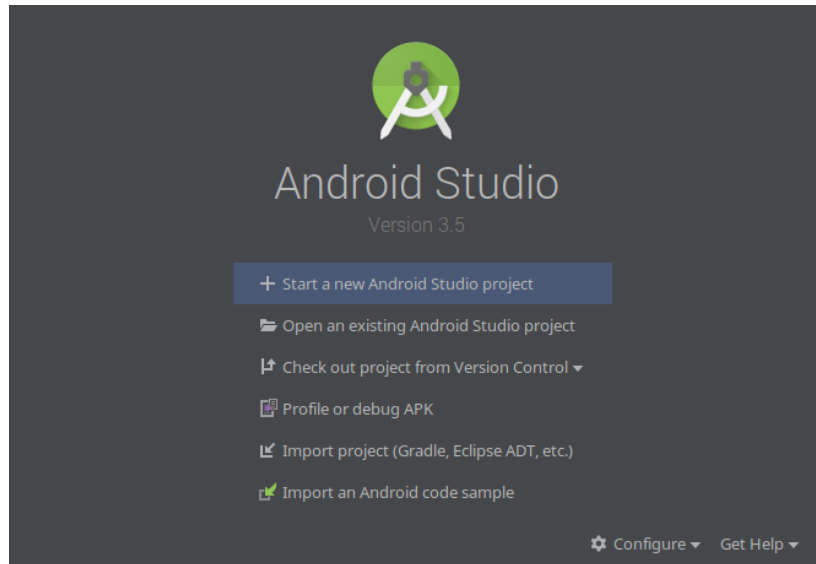 Android Studio
Version 3.5
Start a new Android Studio project
Open an existing Android Studio project
Check out project from Version Control
Profile or debug APK
Import project (Gradle, Eclipse ADT, etc.)
Import an Android code sample
Configure Get Help